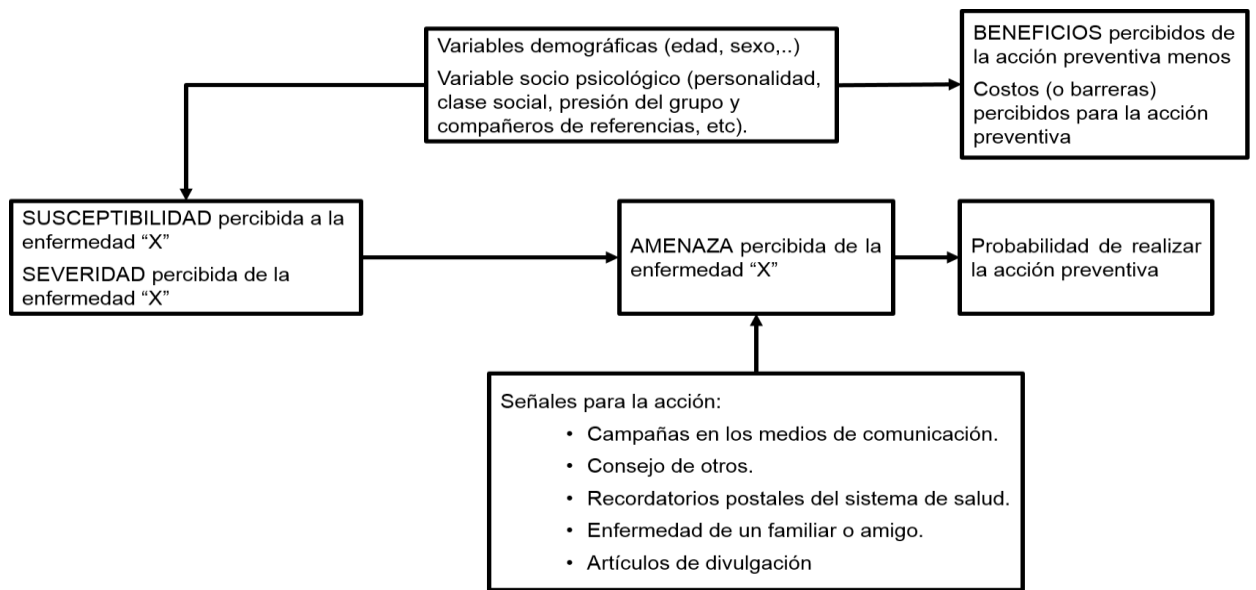 Variables demográficas (edad, sexo,..)
Variable socio psicológico (personalidad,
clase social, presión del grupo y
compañeros de referencias, etc).
BENEFICIOS percibidos de
la acción preventiva menos
Costos (o barreras)
percibidos para la acción
preventiva
SUSCEPTIBILIDAD percibida a la
enfermedad “X”
SEVERIDAD percibida de la
enfermedad “X”
AMENAZA percibida de la
enfermedad “X”
Probabilidad de realizar
la acción preventiva
Señales para la acción:
• Campañas en los medios de comunicación.
• Consejo de otros.
• Recordatorios postales del sistema de salud.
• Enfermedad de un familiar o amigo.
• Artículos de divulgación